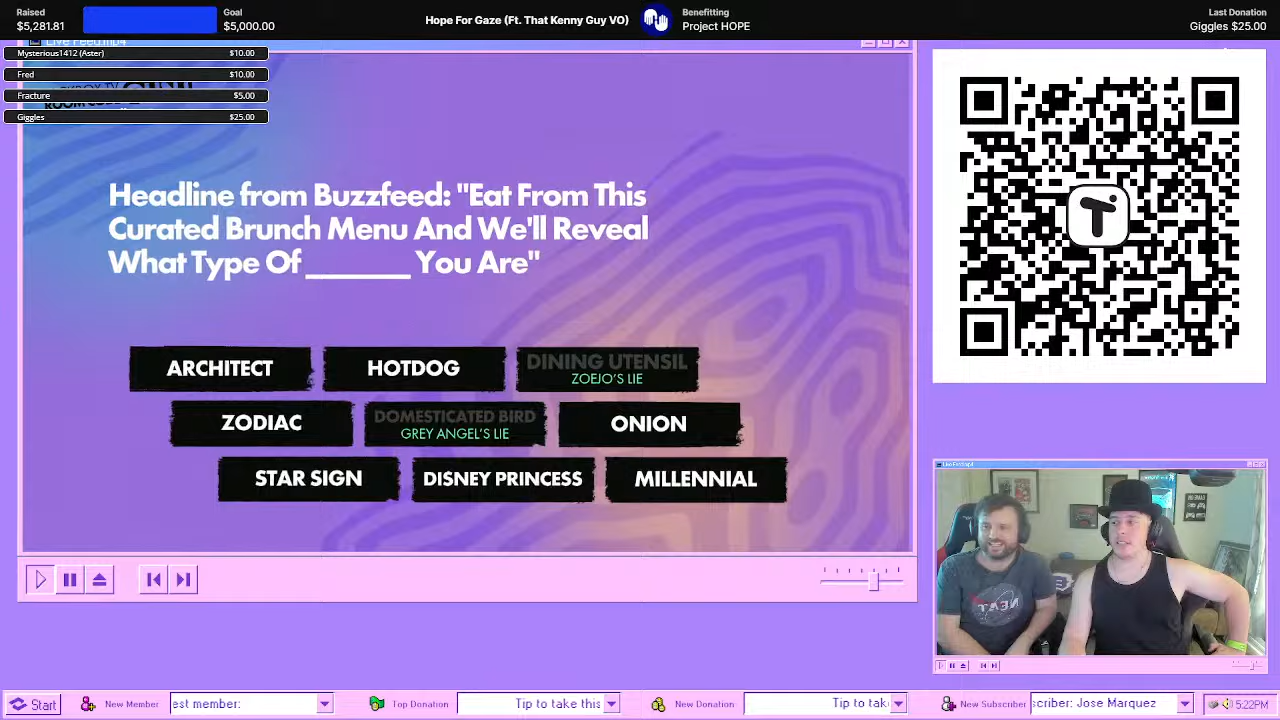 Raised
$5,281.81
Goal
$5,000.00
Hope For Gaze (Ft. That Kenny Guy VO)
Benefitting
Project HOPE
Last Donation
Giggles $25.00
Live Feed.mp4
Mysterious1412 (Aster) $10.00
Fred $10.00
Fracture $5.00
Giggles $25.00
Headline from Buzzfeed: "Eat From This
Curated Brunch Menu And We'll Reveal
What Type Of ______ You Are"
ARCHITECT
HOTDOG
DINING UTENSIL
ZOEJO'S LIE
ZODIAC
DOMESTICATED BIRD
GREY ANGEL'S LIE
ONION
STAR SIGN
DISNEY PRINCESS
MILLENNIAL
T
Start
New Member
est member:
Top Donation
Tip to take this
New Donation
Tip to tak
New Subscriber
scriber: Jose Marquez
5:22PM